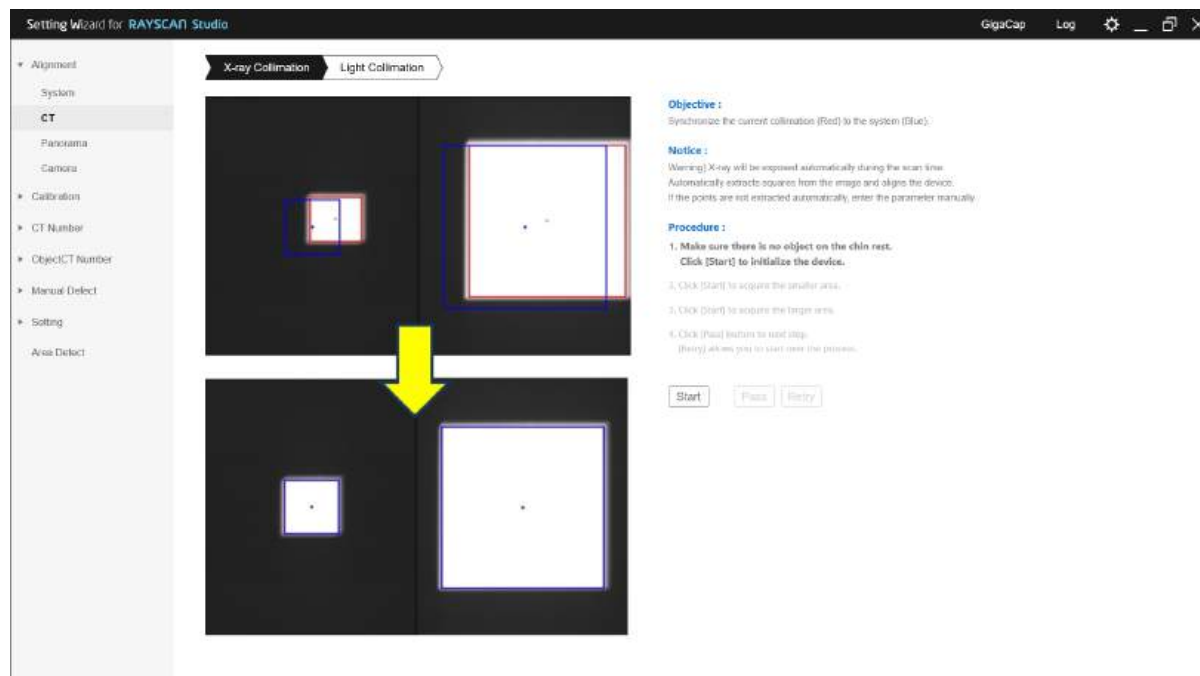 Setting Wizard for RAYSCAN Studio
GigaCap
Log
Alignment
System
CT
Panorama
Camera
Calibration
CT Number
ObjectCT Number
Manual Defect
Setting
Area Detect
X-ray Collimation
Light Collimation
Objective :
Synchronize the current collimation (Red) to the system (Blue).
Notice :
Warning) X-ray will be exposed automatically during the scan time.
Automatically extracts squares from the image and aligns the device.
If the points are not extracted automatically, enter the parameter manually.
Procedure :
1. Make sure there is no object on the chin rest.
Click [Start] to initialize the device.
2. Click [Start] to acquire the smaller area.
3. Click [Start] to acquire the larger area.
4. Click [Pass] button to next step.
[Retry] allows you to start over the process.
Start
Pass
Retry